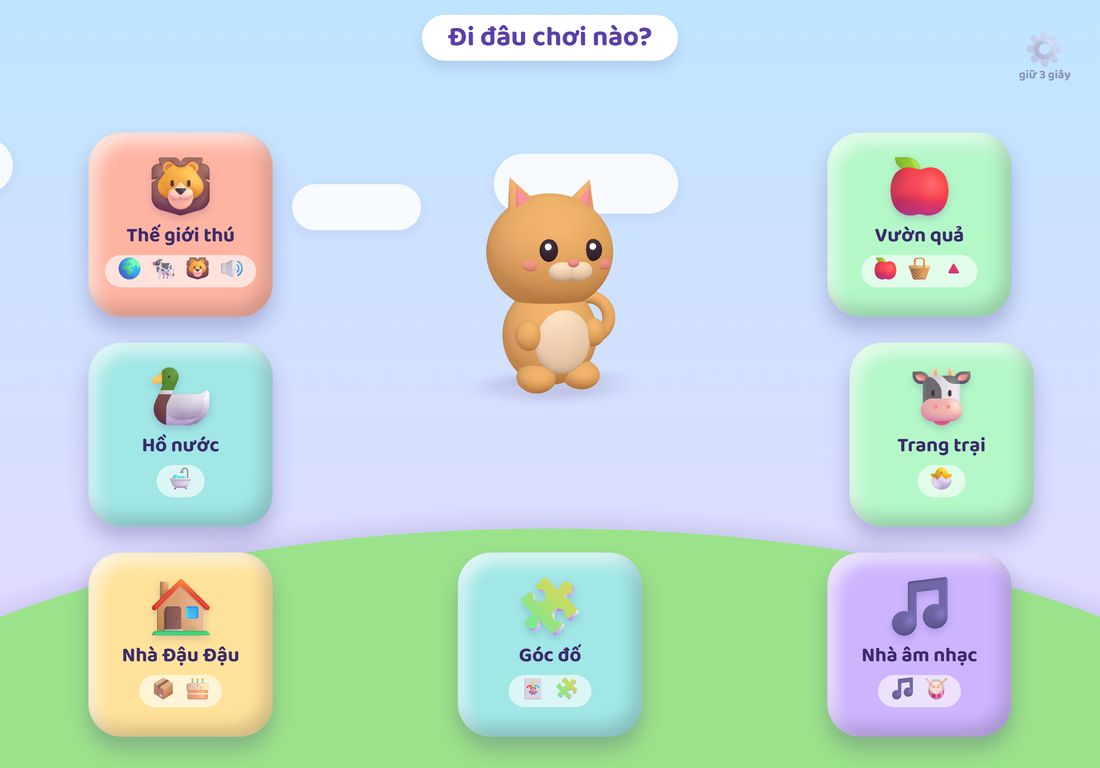 Đi đâu chơi nào?
giữ 3 giây
Thế giới thú
Vườn quả
Hồ nước
Trang trại
Nhà Đậu Đậu
Góc đố
Nhà âm nhạc